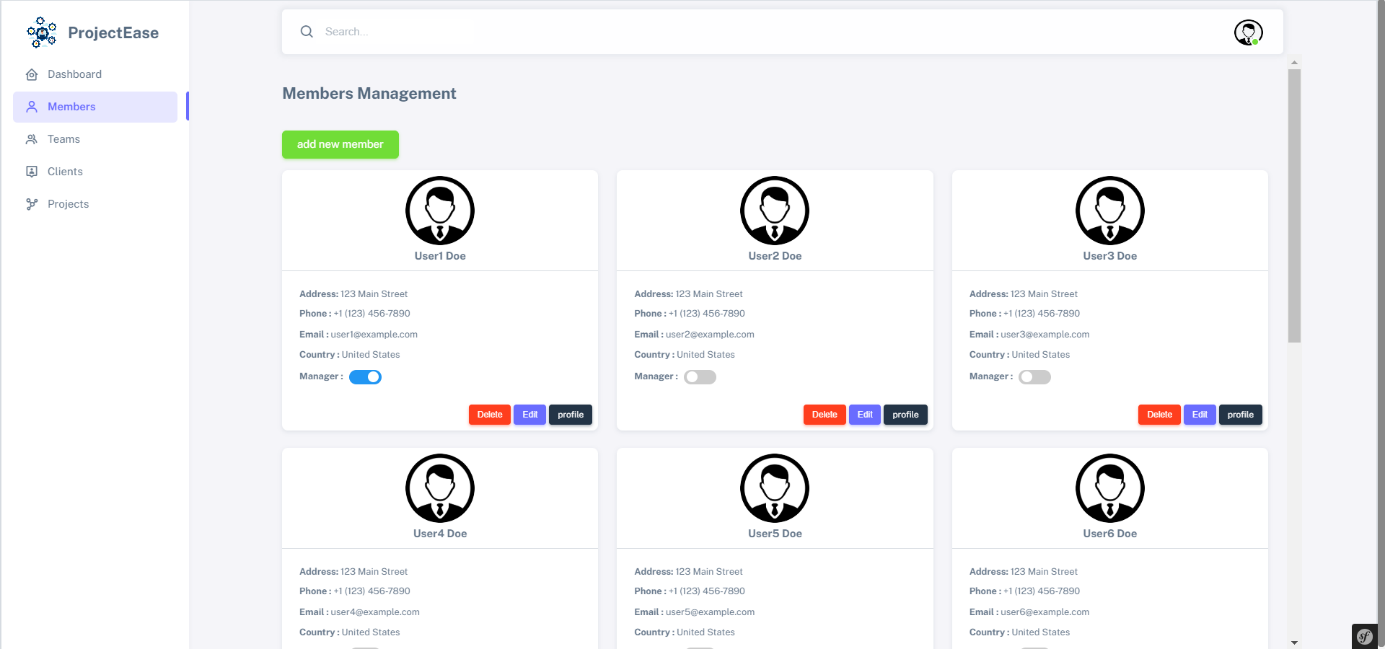 ProjectEase
Search...
Dashboard
Members
Teams
Clients
Projects
Members Management
add new member
User1 Doe
Address: 123 Main Street
Phone : +1 (123) 456-7890
Email : user1@example.com
Country : United States
Manager :
Delete Edit profile
User2 Doe
Address: 123 Main Street
Phone : +1 (123) 456-7890
Email : user2@example.com
Country : United States
Manager :
Delete Edit profile
User3 Doe
Address: 123 Main Street
Phone : +1 (123) 456-7890
Email : user3@example.com
Country : United States
Manager :
Delete Edit profile
User4 Doe
Address: 123 Main Street
Phone : +1 (123) 456-7890
Email : user4@example.com
Country : United States
User5 Doe
Address: 123 Main Street
Phone : +1 (123) 456-7890
Email : user5@example.com
Country : United States
User6 Doe
Address: 123 Main Street
Phone : +1 (123) 456-7890
Email : user6@example.com
Country : United States
sf